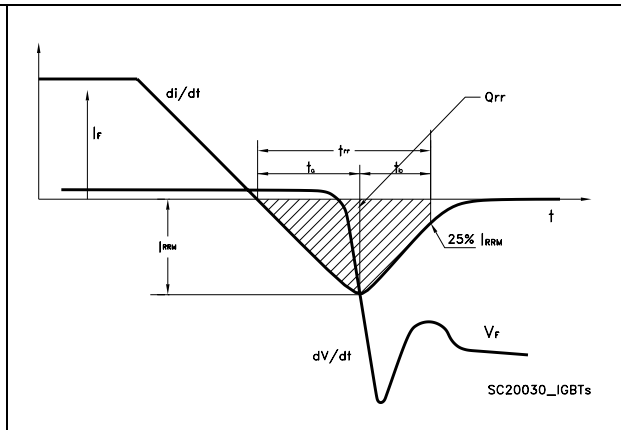 di/dt
Qrr
IF
trr
ta
tb
t
IRRM
25% IRRM
dV/dt
VF
SC20030_IGBTs